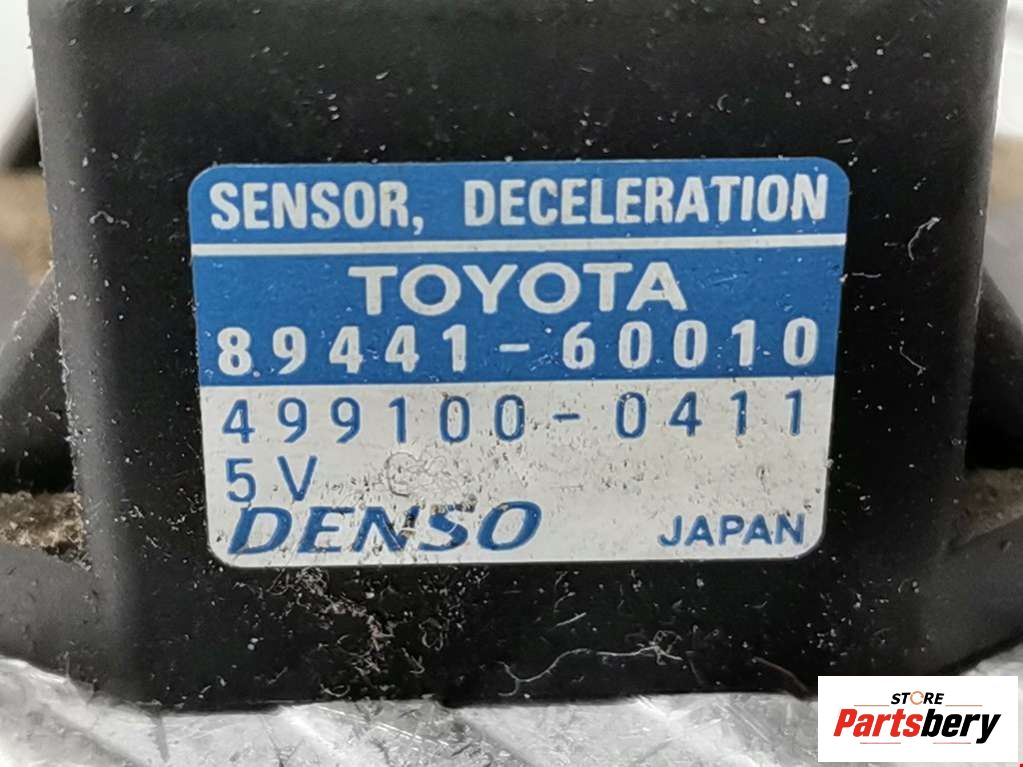 SENSOR, DECELERATION
TOYOTA
89441-60010
499100-0411
5V
DENSO JAPAN
STORE
Partsbery